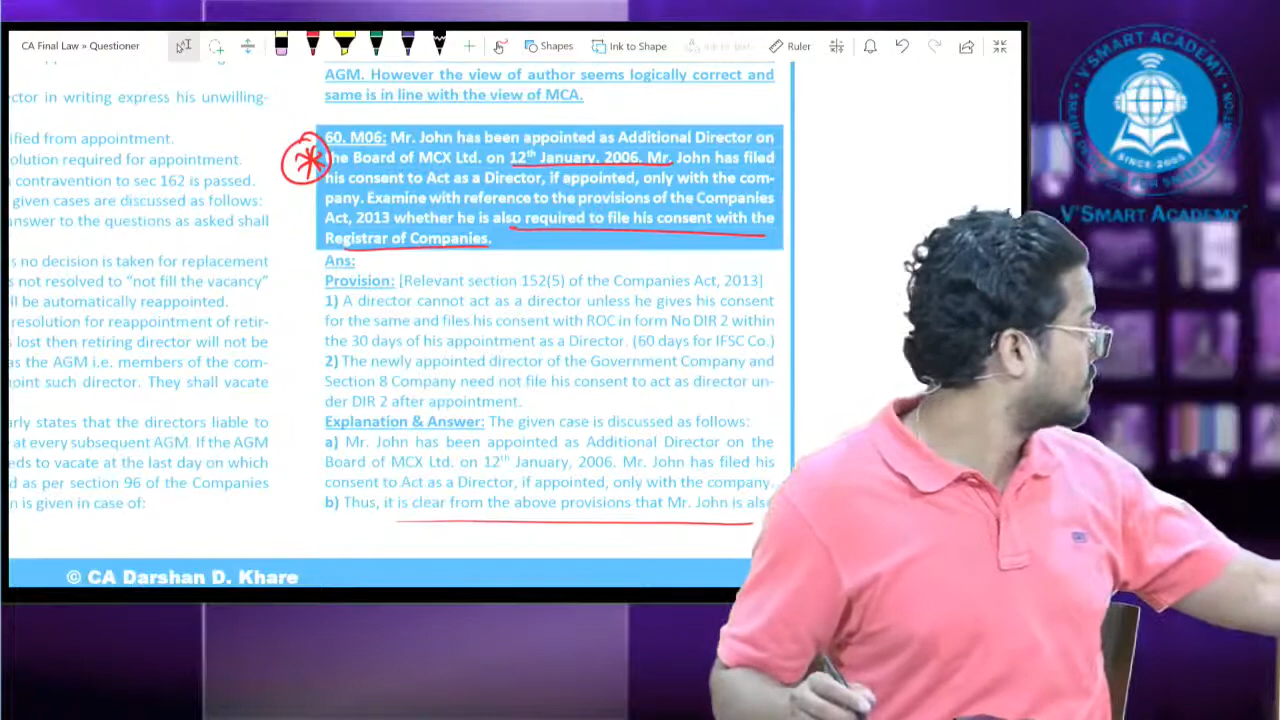 CA Final Law » Questioner
Shapes
Ink to Shape
Ruler
ctor in writing express his unwilling-
ified from appointment.
olution required for appointment.
contravention to sec 162 is passed.
given cases are discussed as follows:
answer to the questions as asked shall
s no decision is taken for replacement
s not resolved to “not fill the vacancy”
ll be automatically reappointed.
resolution for reappointment of retir-
s lost then retiring director will not be
as the AGM i.e. members of the com-
oint such director. They shall vacate
arly states that the directors liable to
at every subsequent AGM. If the AGM
eds to vacate at the last day on which
d as per section 96 of the Companies
n is given in case of:
AGM. However the view of author seems logically correct and
same is in line with the view of MCA.
60. M06: Mr. John has been appointed as Additional Director on
the Board of MCX Ltd. on 12th January, 2006. Mr. John has filed
his consent to Act as a Director, if appointed, only with the com-
pany. Examine with reference to the provisions of the Companies
Act, 2013 whether he is also required to file his consent with the
Registrar of Companies.
Ans:
Provision: [Relevant section 152(5) of the Companies Act, 2013]
1) A director cannot act as a director unless he gives his consent
for the same and files his consent with ROC in form No DIR 2 within
the 30 days of his appointment as a Director. (60 days for IFSC Co.)
2) The newly appointed director of the Government Company and
Section 8 Company need not file his consent to act as director un-
der DIR 2 after appointment.
Explanation & Answer: The given case is discussed as follows:
a) Mr. John has been appointed as Additional Director on the
Board of MCX Ltd. on 12th January, 2006. Mr. John has filed his
consent to Act as a Director, if appointed, only with the company.
b) Thus, it is clear from the above provisions that Mr. John is also
© CA Darshan D. Khare
V'SMART ACADEMY
SINCE 2005
V'SMART ACADEMY